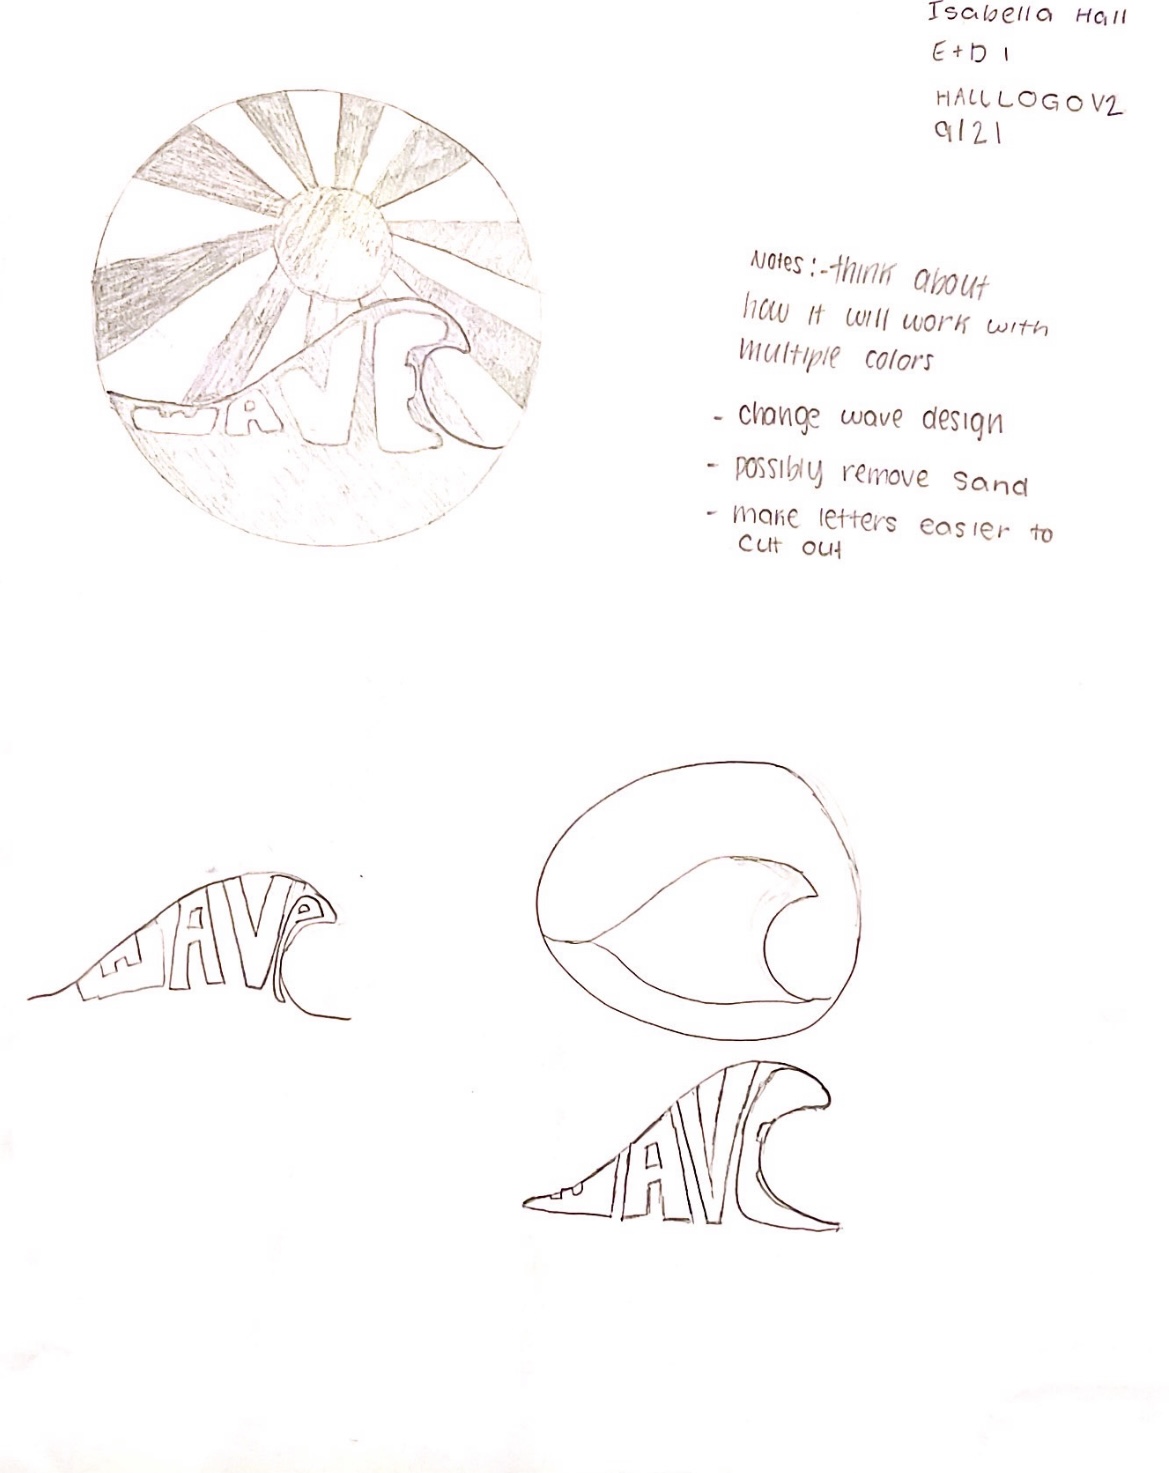 Isabella Hall
E+D 1
HALLLOGOV2
9/21
Notes: - think about
how it will work with
multiple colors
- change wave design
- possibly remove sand
- make letters easier to
cut out
WAVE
WAVe
WAVE